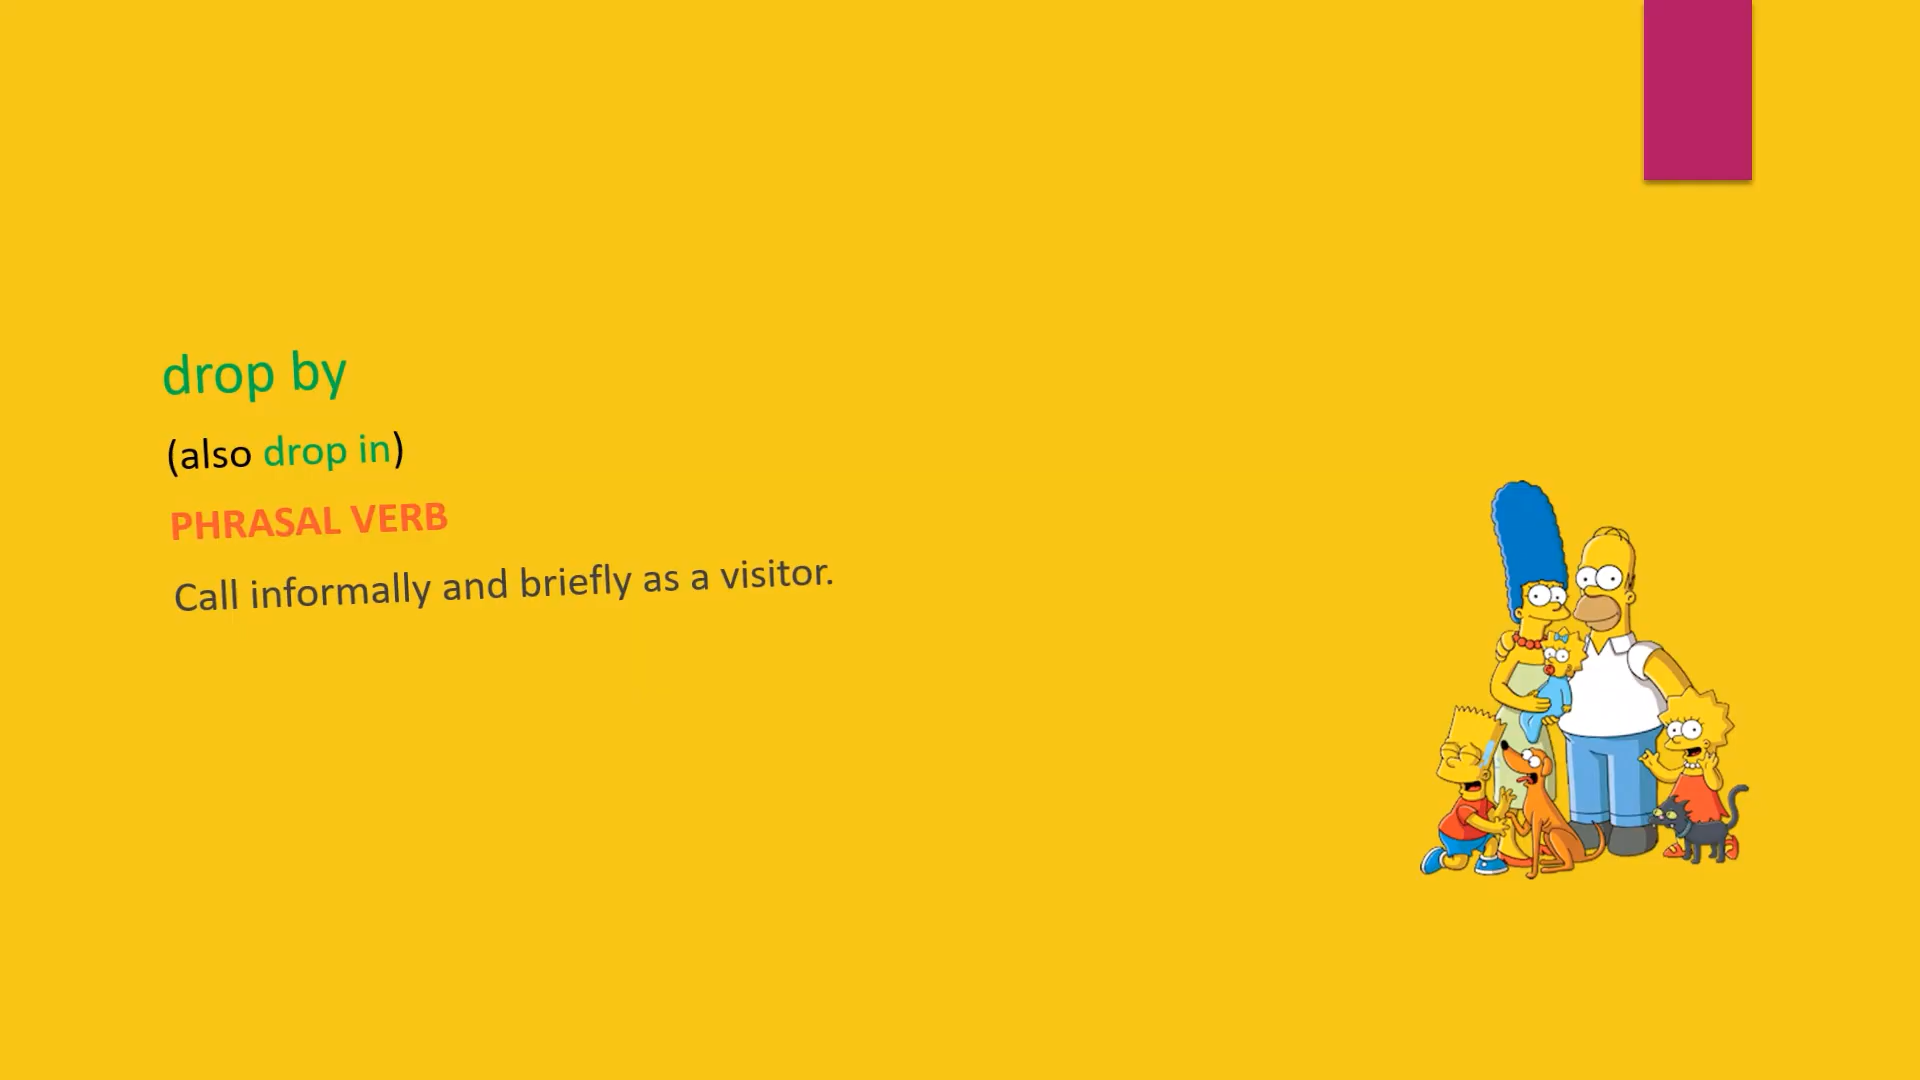 drop by
(also drop in)
PHRASAL VERB
Call informally and briefly as a visitor.